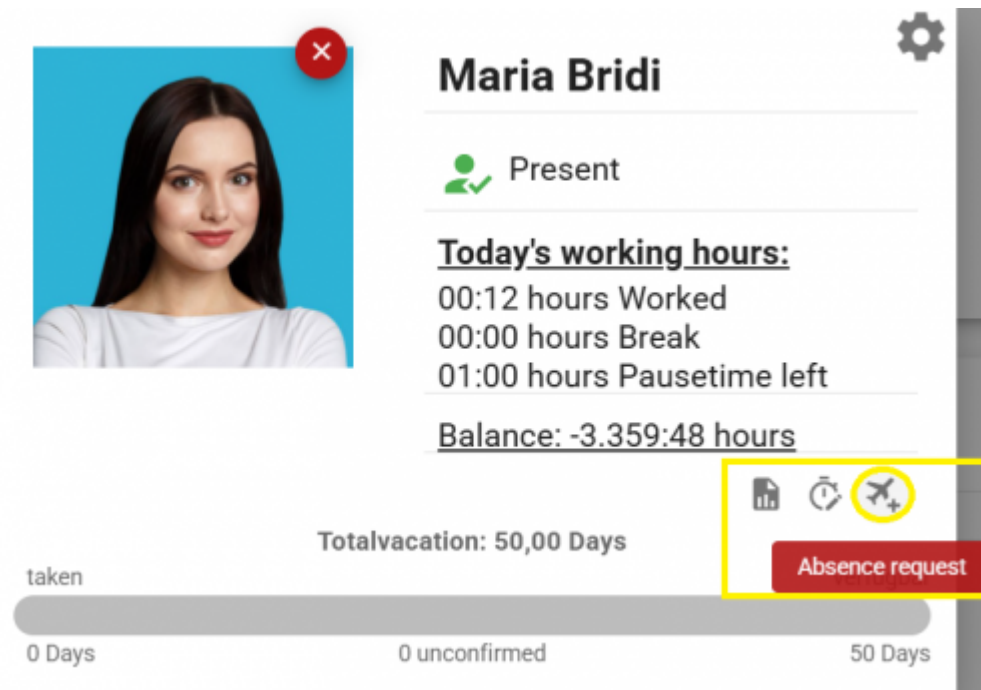 Maria Bridi
Present
Today's working hours:
00:12 hours Worked
00:00 hours Break
01:00 hours Pausetime left
Balance: -3.359:48 hours
Totalvacation: 50,00 Days
Absence request
taken
0 Days
0 unconfirmed
50 Days